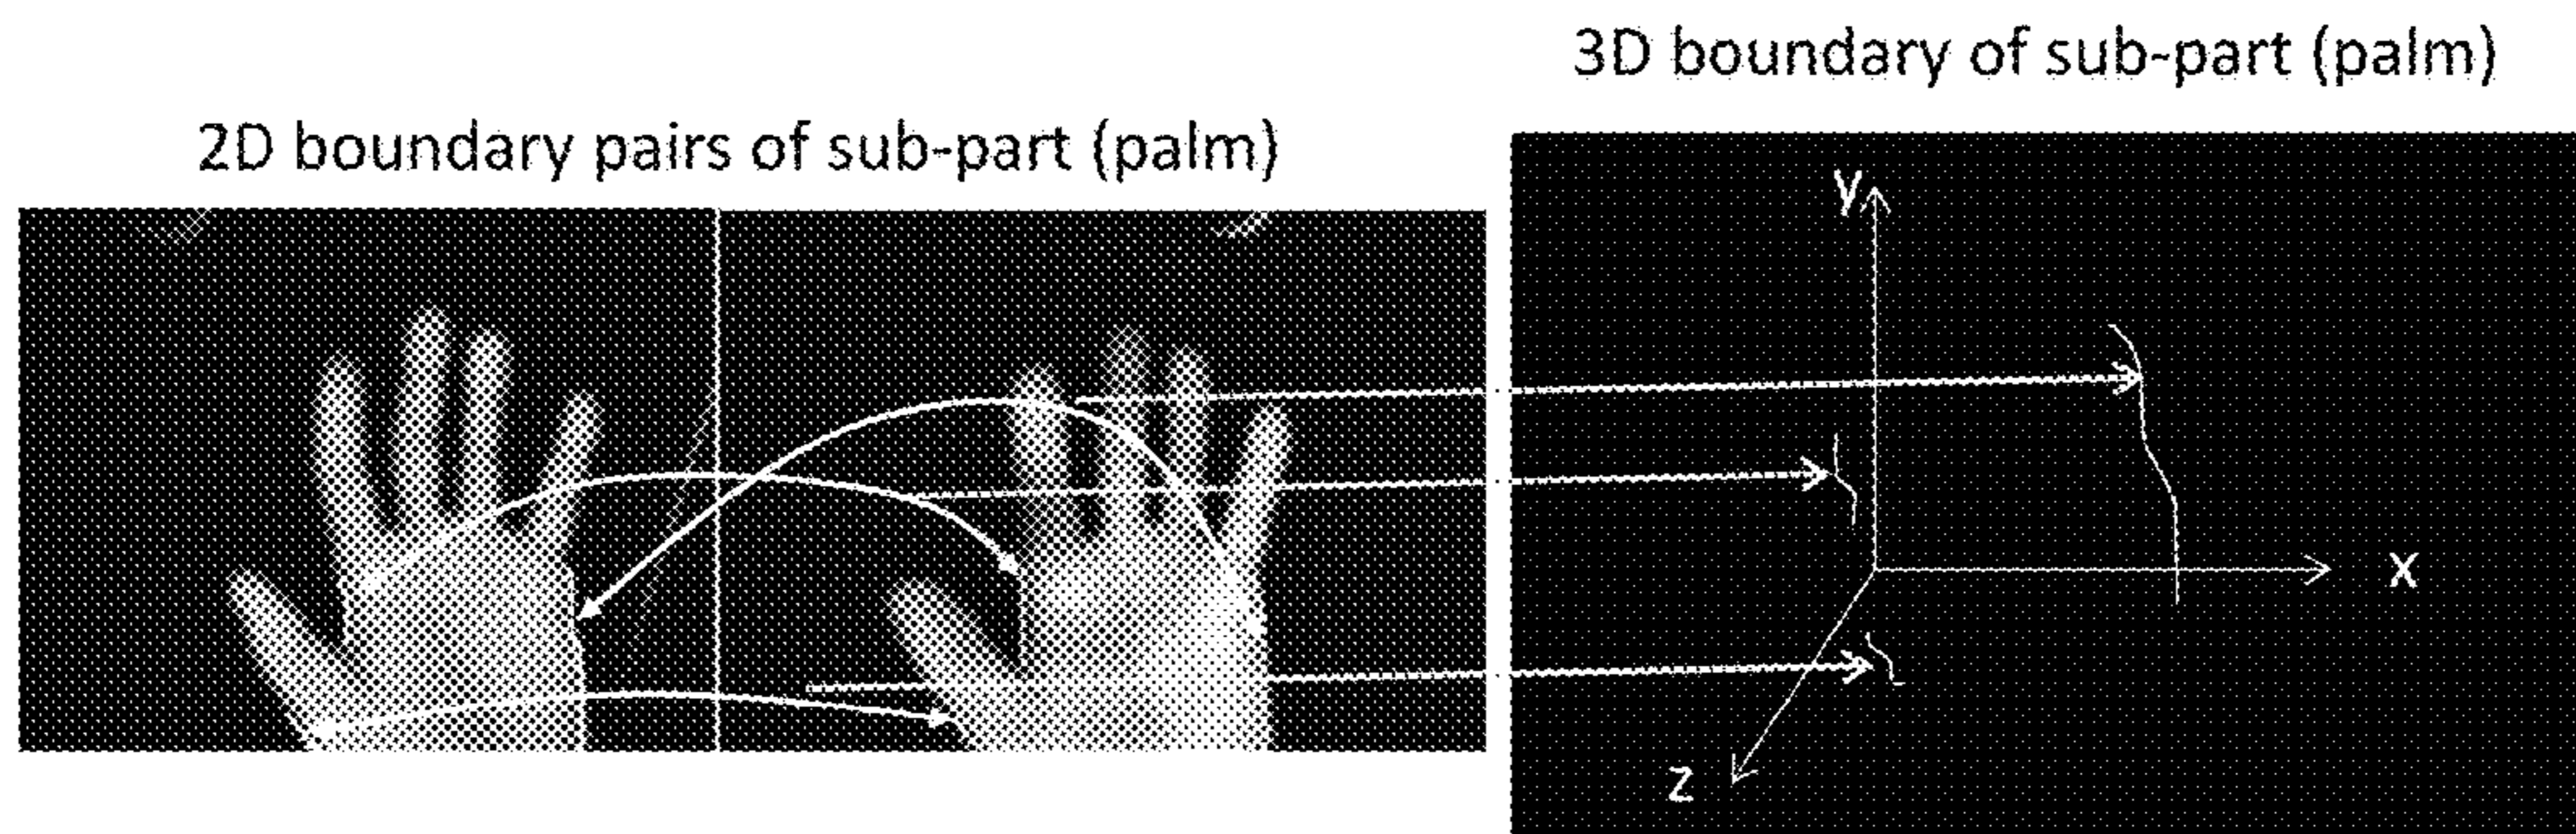 3D boundary of sub-part (palm)
2D boundary pairs of sub-part (palm)
y
x
z